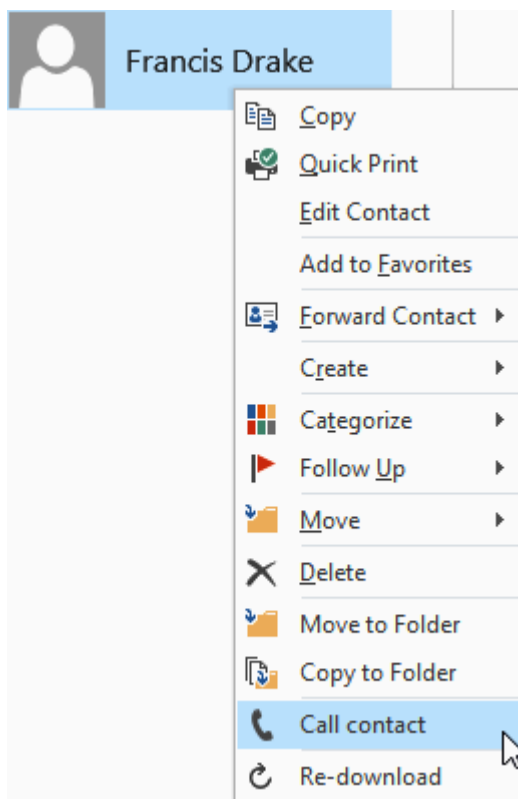 Francis Drake
Copy
Quick Print
Edit Contact
Add to Favorites
Forward Contact
Create
Categorize
Follow Up
Move
Delete
Move to Folder
Copy to Folder
Call contact
Re-download